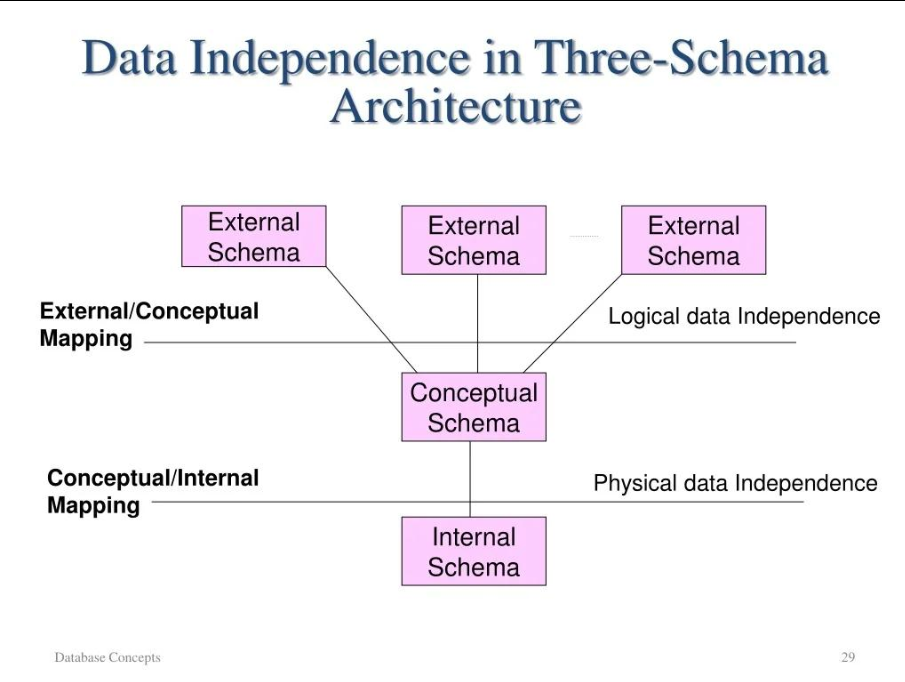 Data Independence in Three-Schema
Architecture
External
Schema
External
Schema
External
Schema
External/Conceptual
Mapping
Logical data Independence
Conceptual
Schema
Conceptual/Internal
Mapping
Physical data Independence
Internal
Schema
Database Concepts
29